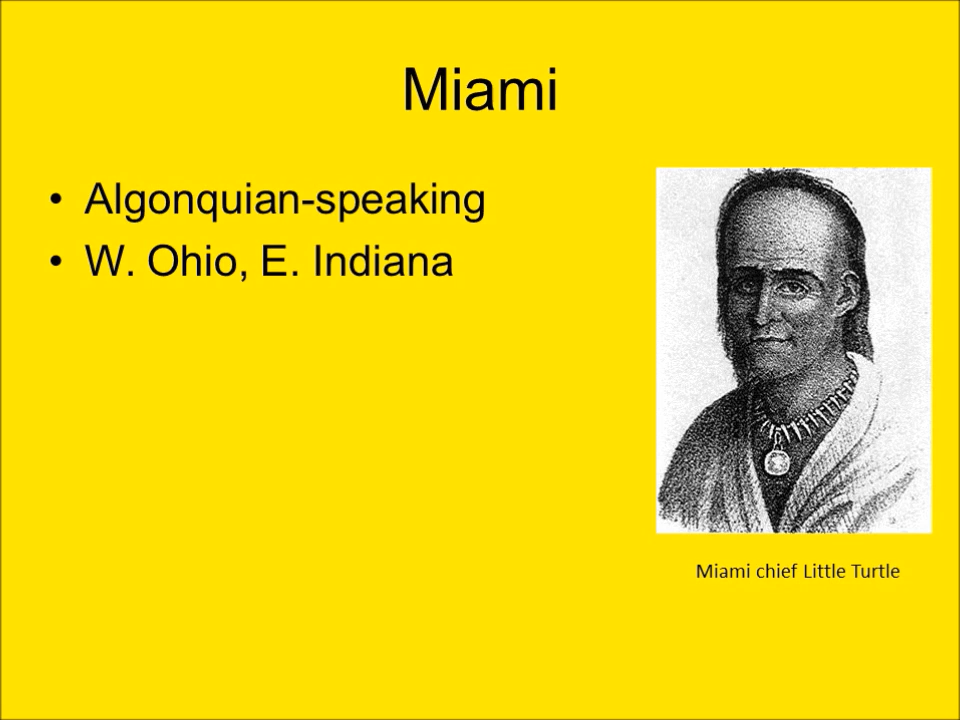 Miami
• Algonquian-speaking
• W. Ohio, E. Indiana
Miami chief Little Turtle